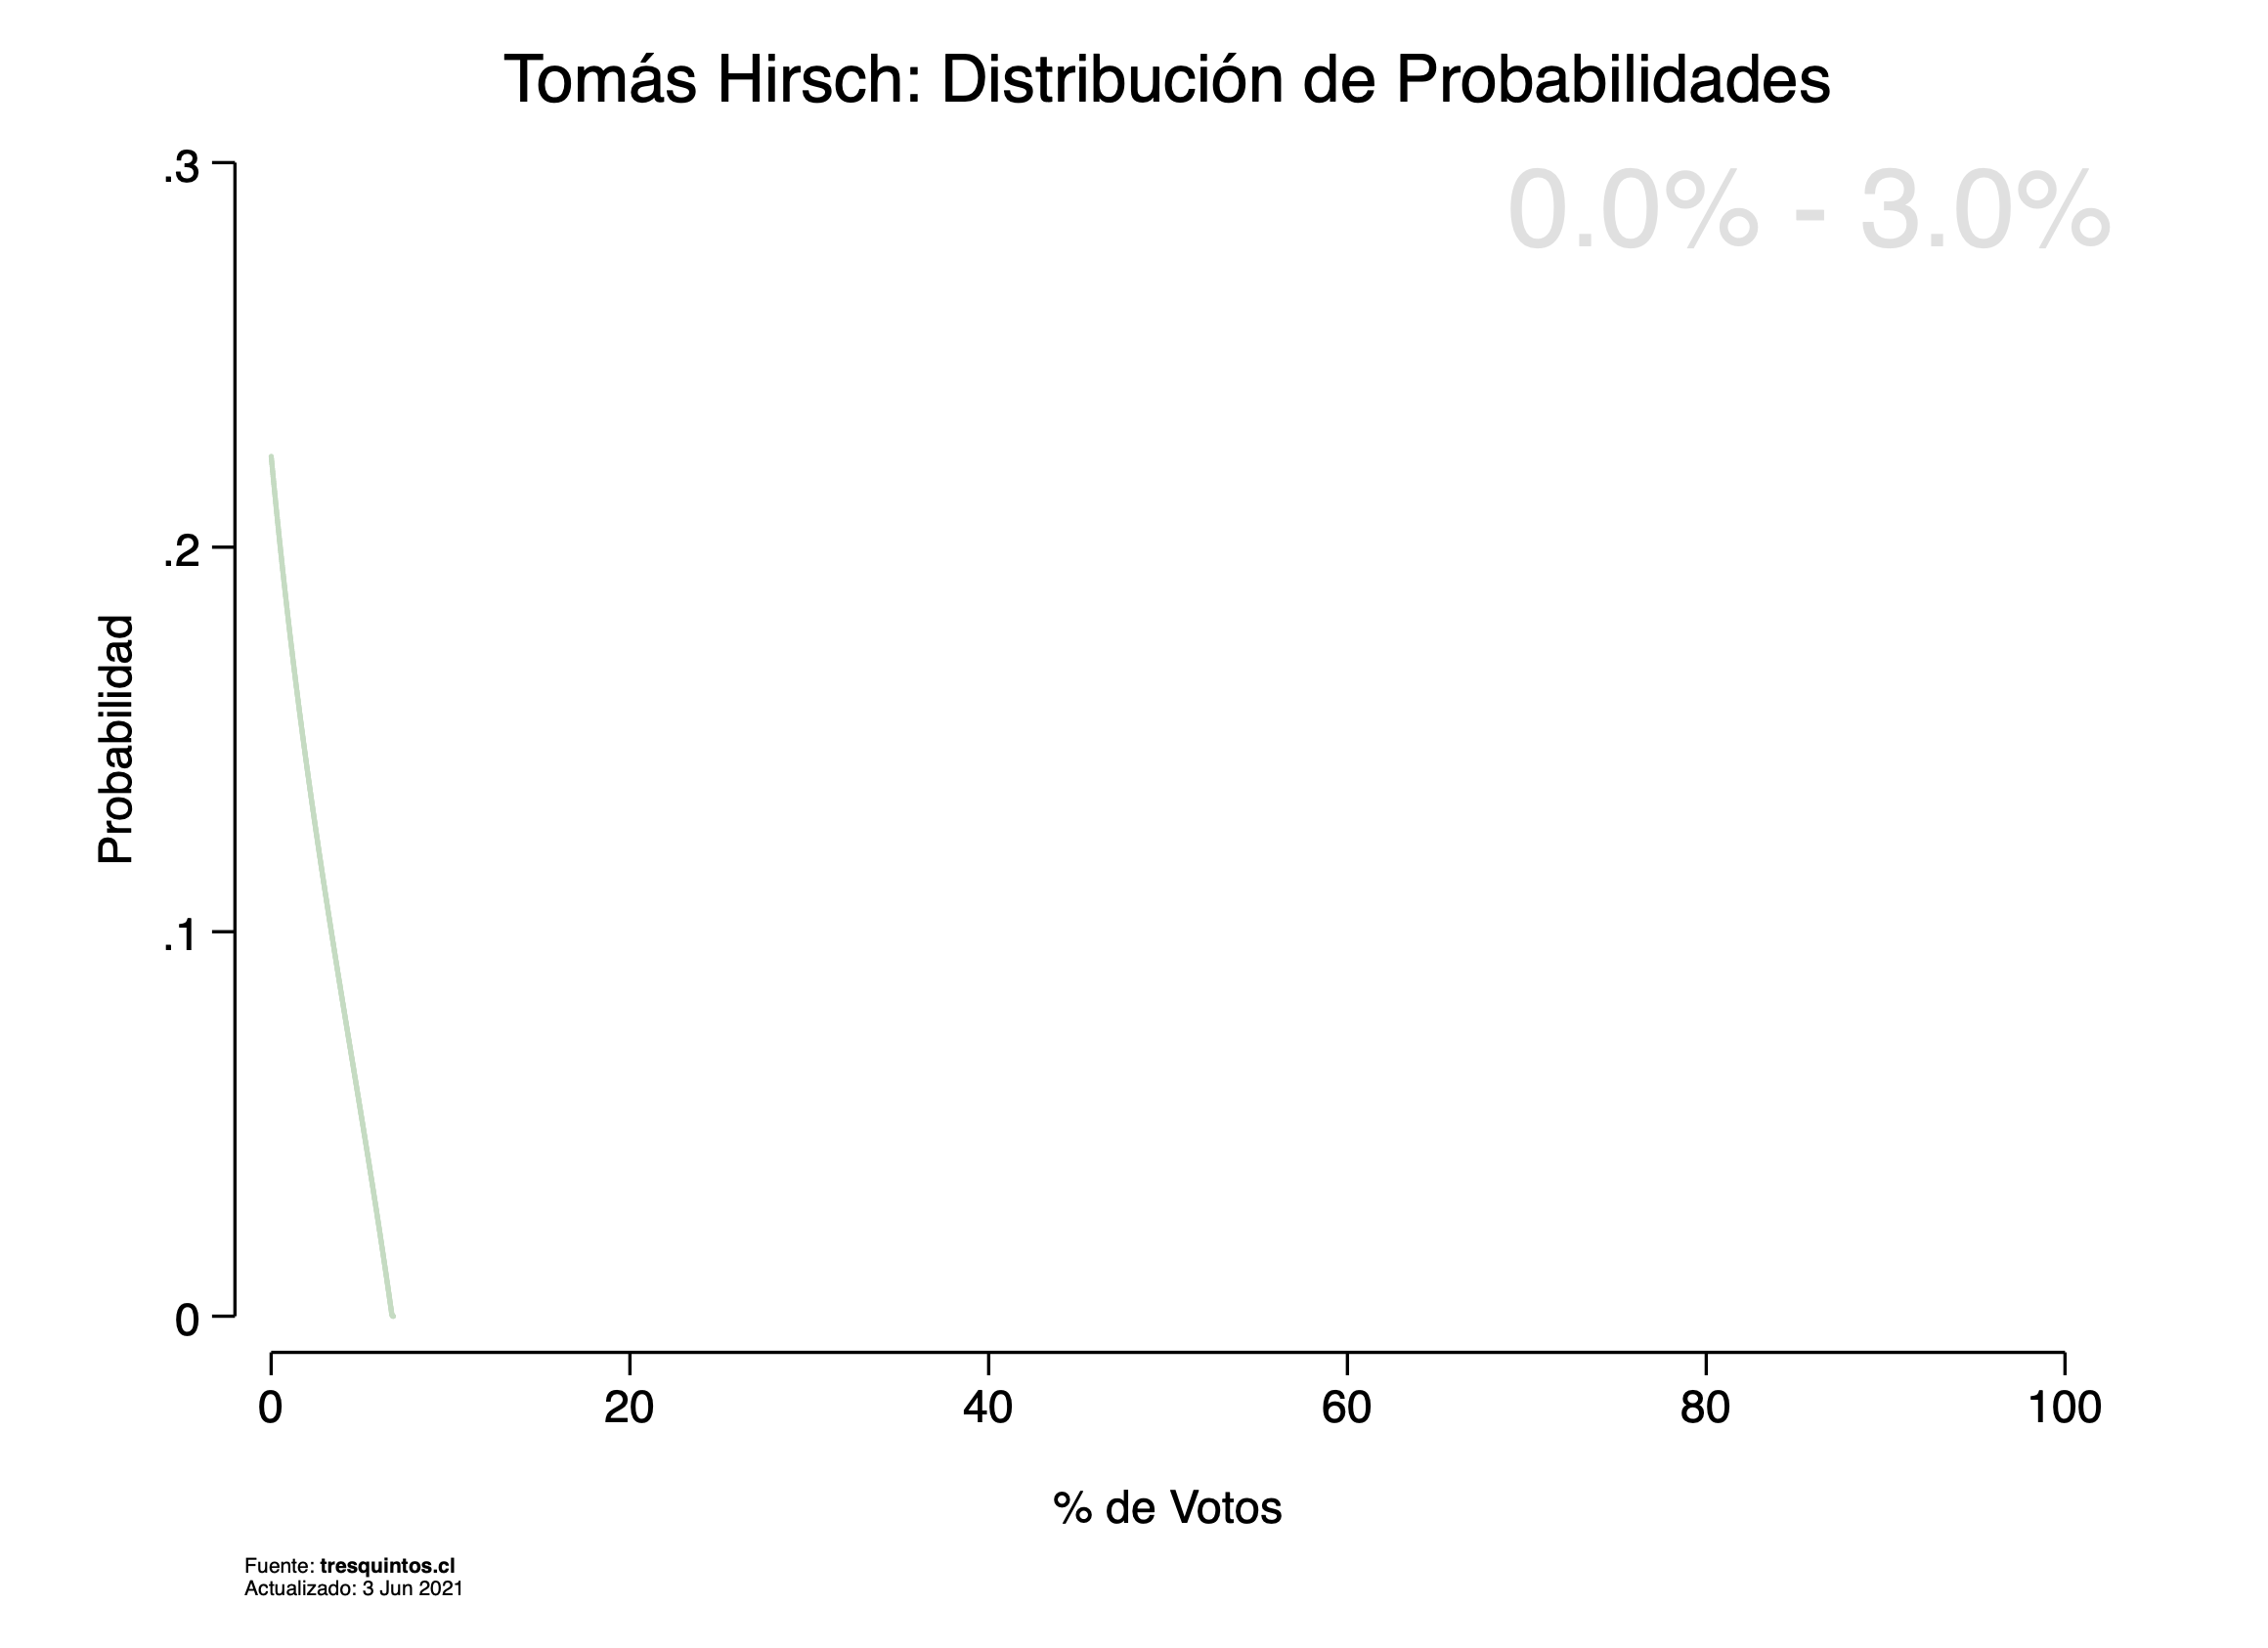 Tomás Hirsch: Distribución de Probabilidades
0.0% - 3.0%
.3
.2
.1
0
Probabilidad
0 20 40 60 80 100
% de Votos
Fuente: tresquintos.cl
Actualizado: 3 Jun 2021